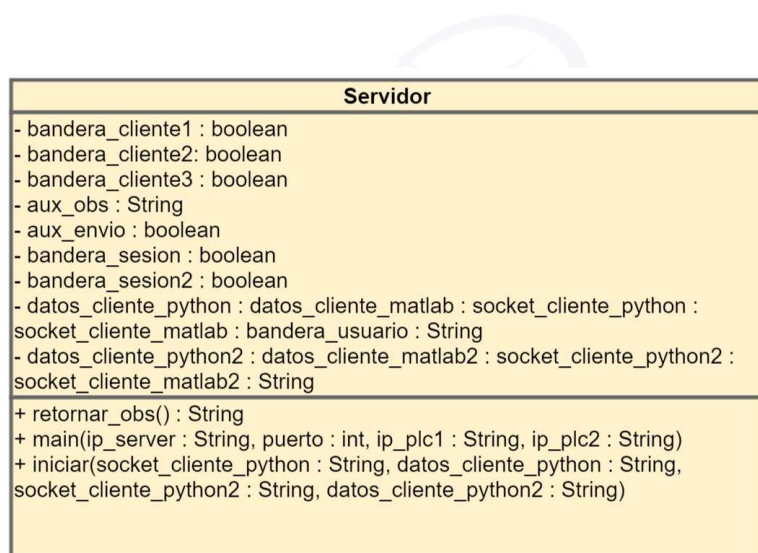 Servidor
- bandera_cliente1 : boolean
- bandera_cliente2: boolean
- bandera_cliente3 : boolean
- aux_obs : String
- aux_envio : boolean
- bandera_sesion : boolean
- bandera_sesion2 : boolean
- datos_cliente_python : datos_cliente_matlab : socket_cliente_python :
socket_cliente_matlab : bandera_usuario : String
- datos_cliente_python2 : datos_cliente_matlab2 : socket_cliente_python2 :
socket_cliente_matlab2 : String
+ retornar_obs() : String
+ main(ip_server : String, puerto : int, ip_plc1 : String, ip_plc2 : String)
+ iniciar(socket_cliente_python : String, datos_cliente_python : String,
socket_cliente_python2 : String, datos_cliente_python2 : String)